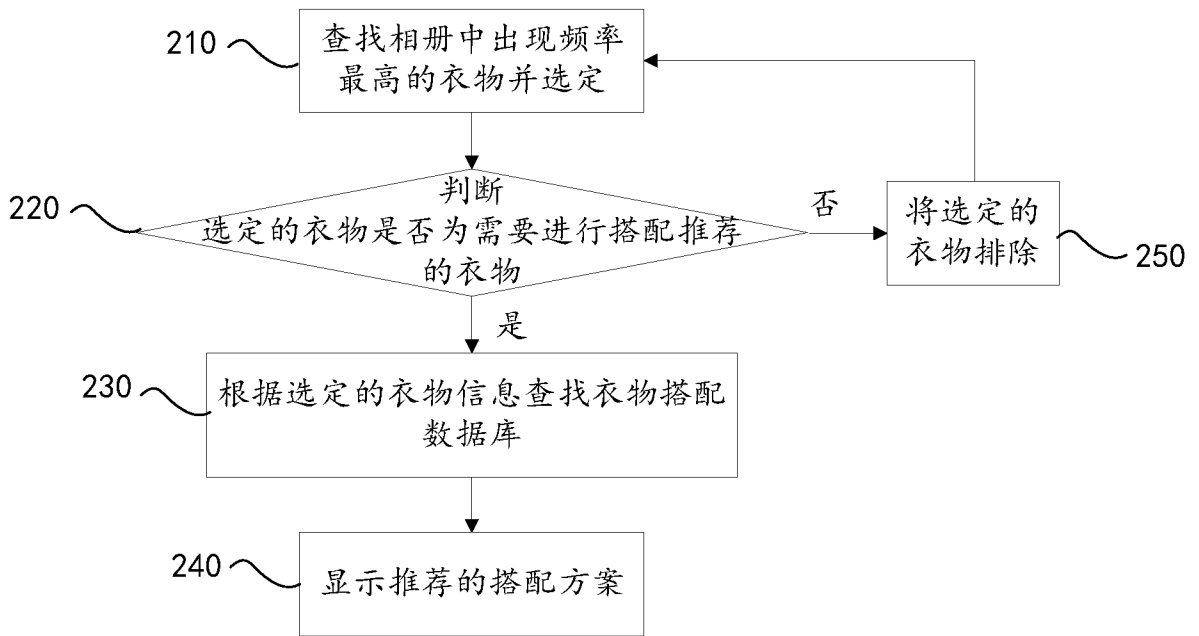 210
查找相册中出现频率
最高的衣物并选定
220
判断
选定的衣物是否为需要进行搭配推荐
的衣物
否
将选定的
衣物排除
250
是
230
根据选定的衣物信息查找衣物搭配
数据库
240
显示推荐的搭配方案